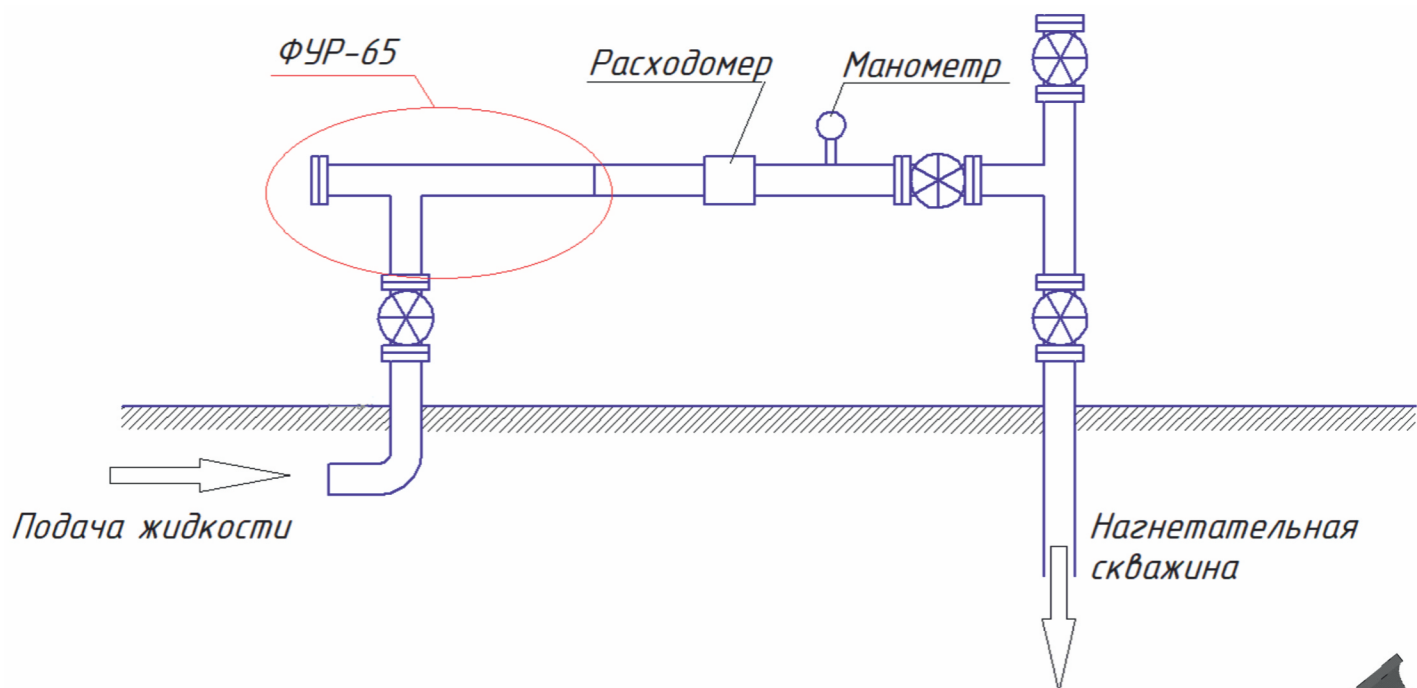 ФУР-65
Расходомер
Манометр
Подача жидкости
Нагнетательная
скважина